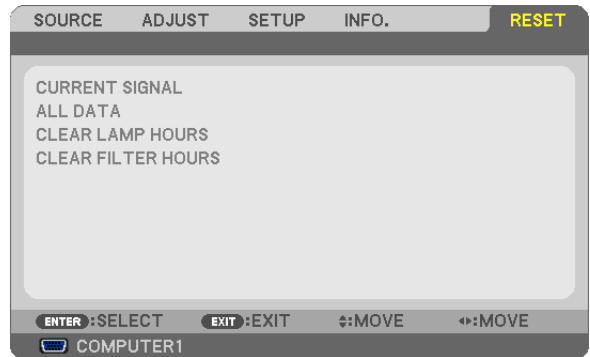 SOURCE ADJUST SETUP INFO. RESET
CURRENT SIGNAL
ALL DATA
CLEAR LAMP HOURS
CLEAR FILTER HOURS
ENTER :SELECT EXIT :EXIT :MOVE :MOVE
COMPUTER1